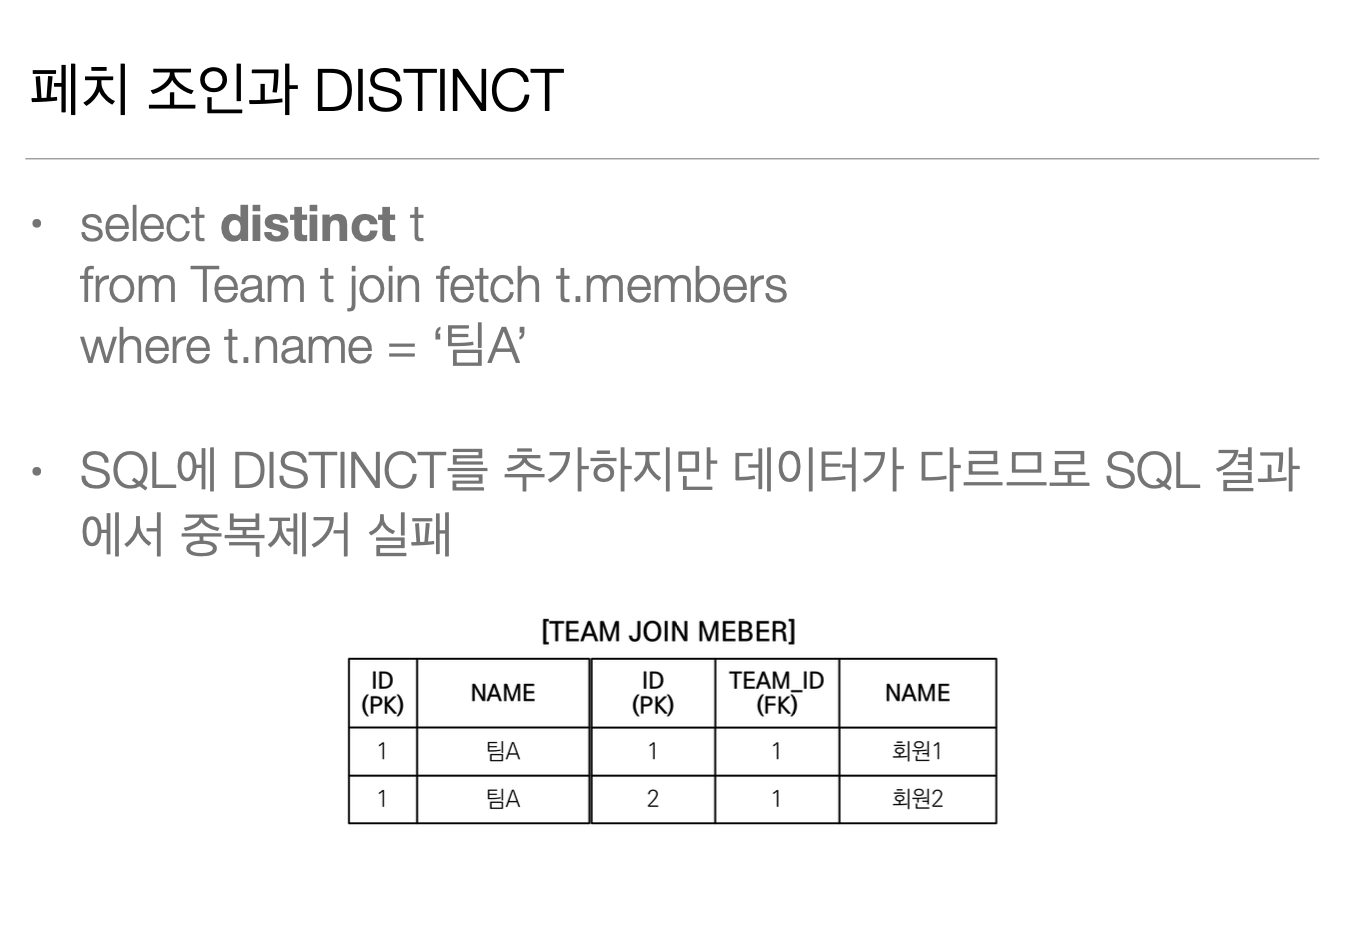 페치 조인과 DISTINCT
• select distinct t
from Team t join fetch t.members
where t.name = ‘팀A’
• SQL에 DISTINCT를 추가하지만 데이터가 다르므로 SQL 결과
에서 중복제거 실패
[TEAM JOIN MEBER]
ID (PK) NAME ID (PK) TEAM_ID (FK) NAME
1 팀A 1 1 회원1
1 팀A 2 1 회원2